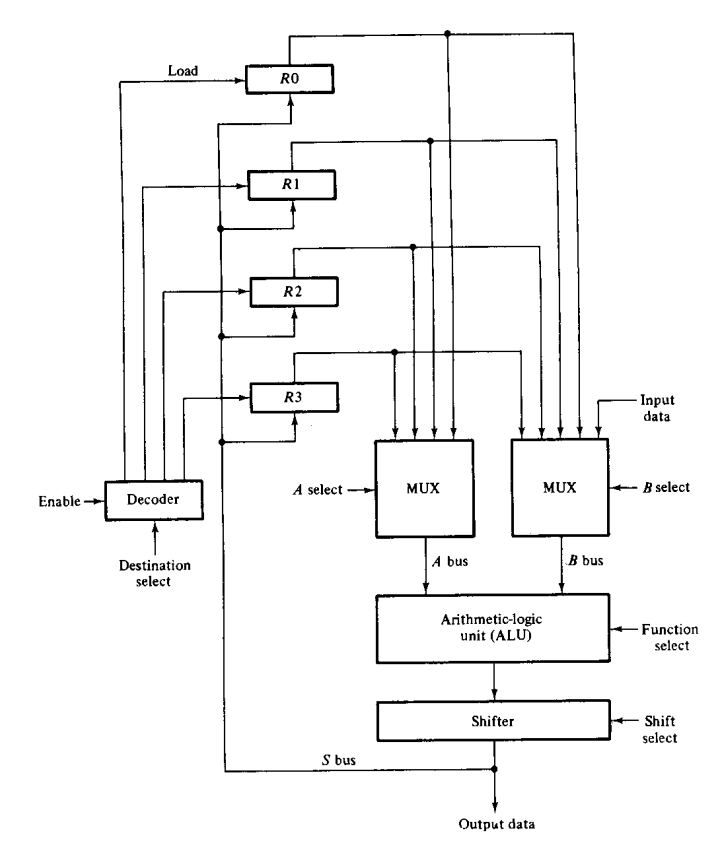 Load
R0
R1
R2
R3
Input
data
A select
MUX
MUX
B select
Enable
Decoder
Destination
select
A bus
B bus
Arithmetic-logic
unit (ALU)
Function
select
Shifter
Shift
select
S bus
Output data